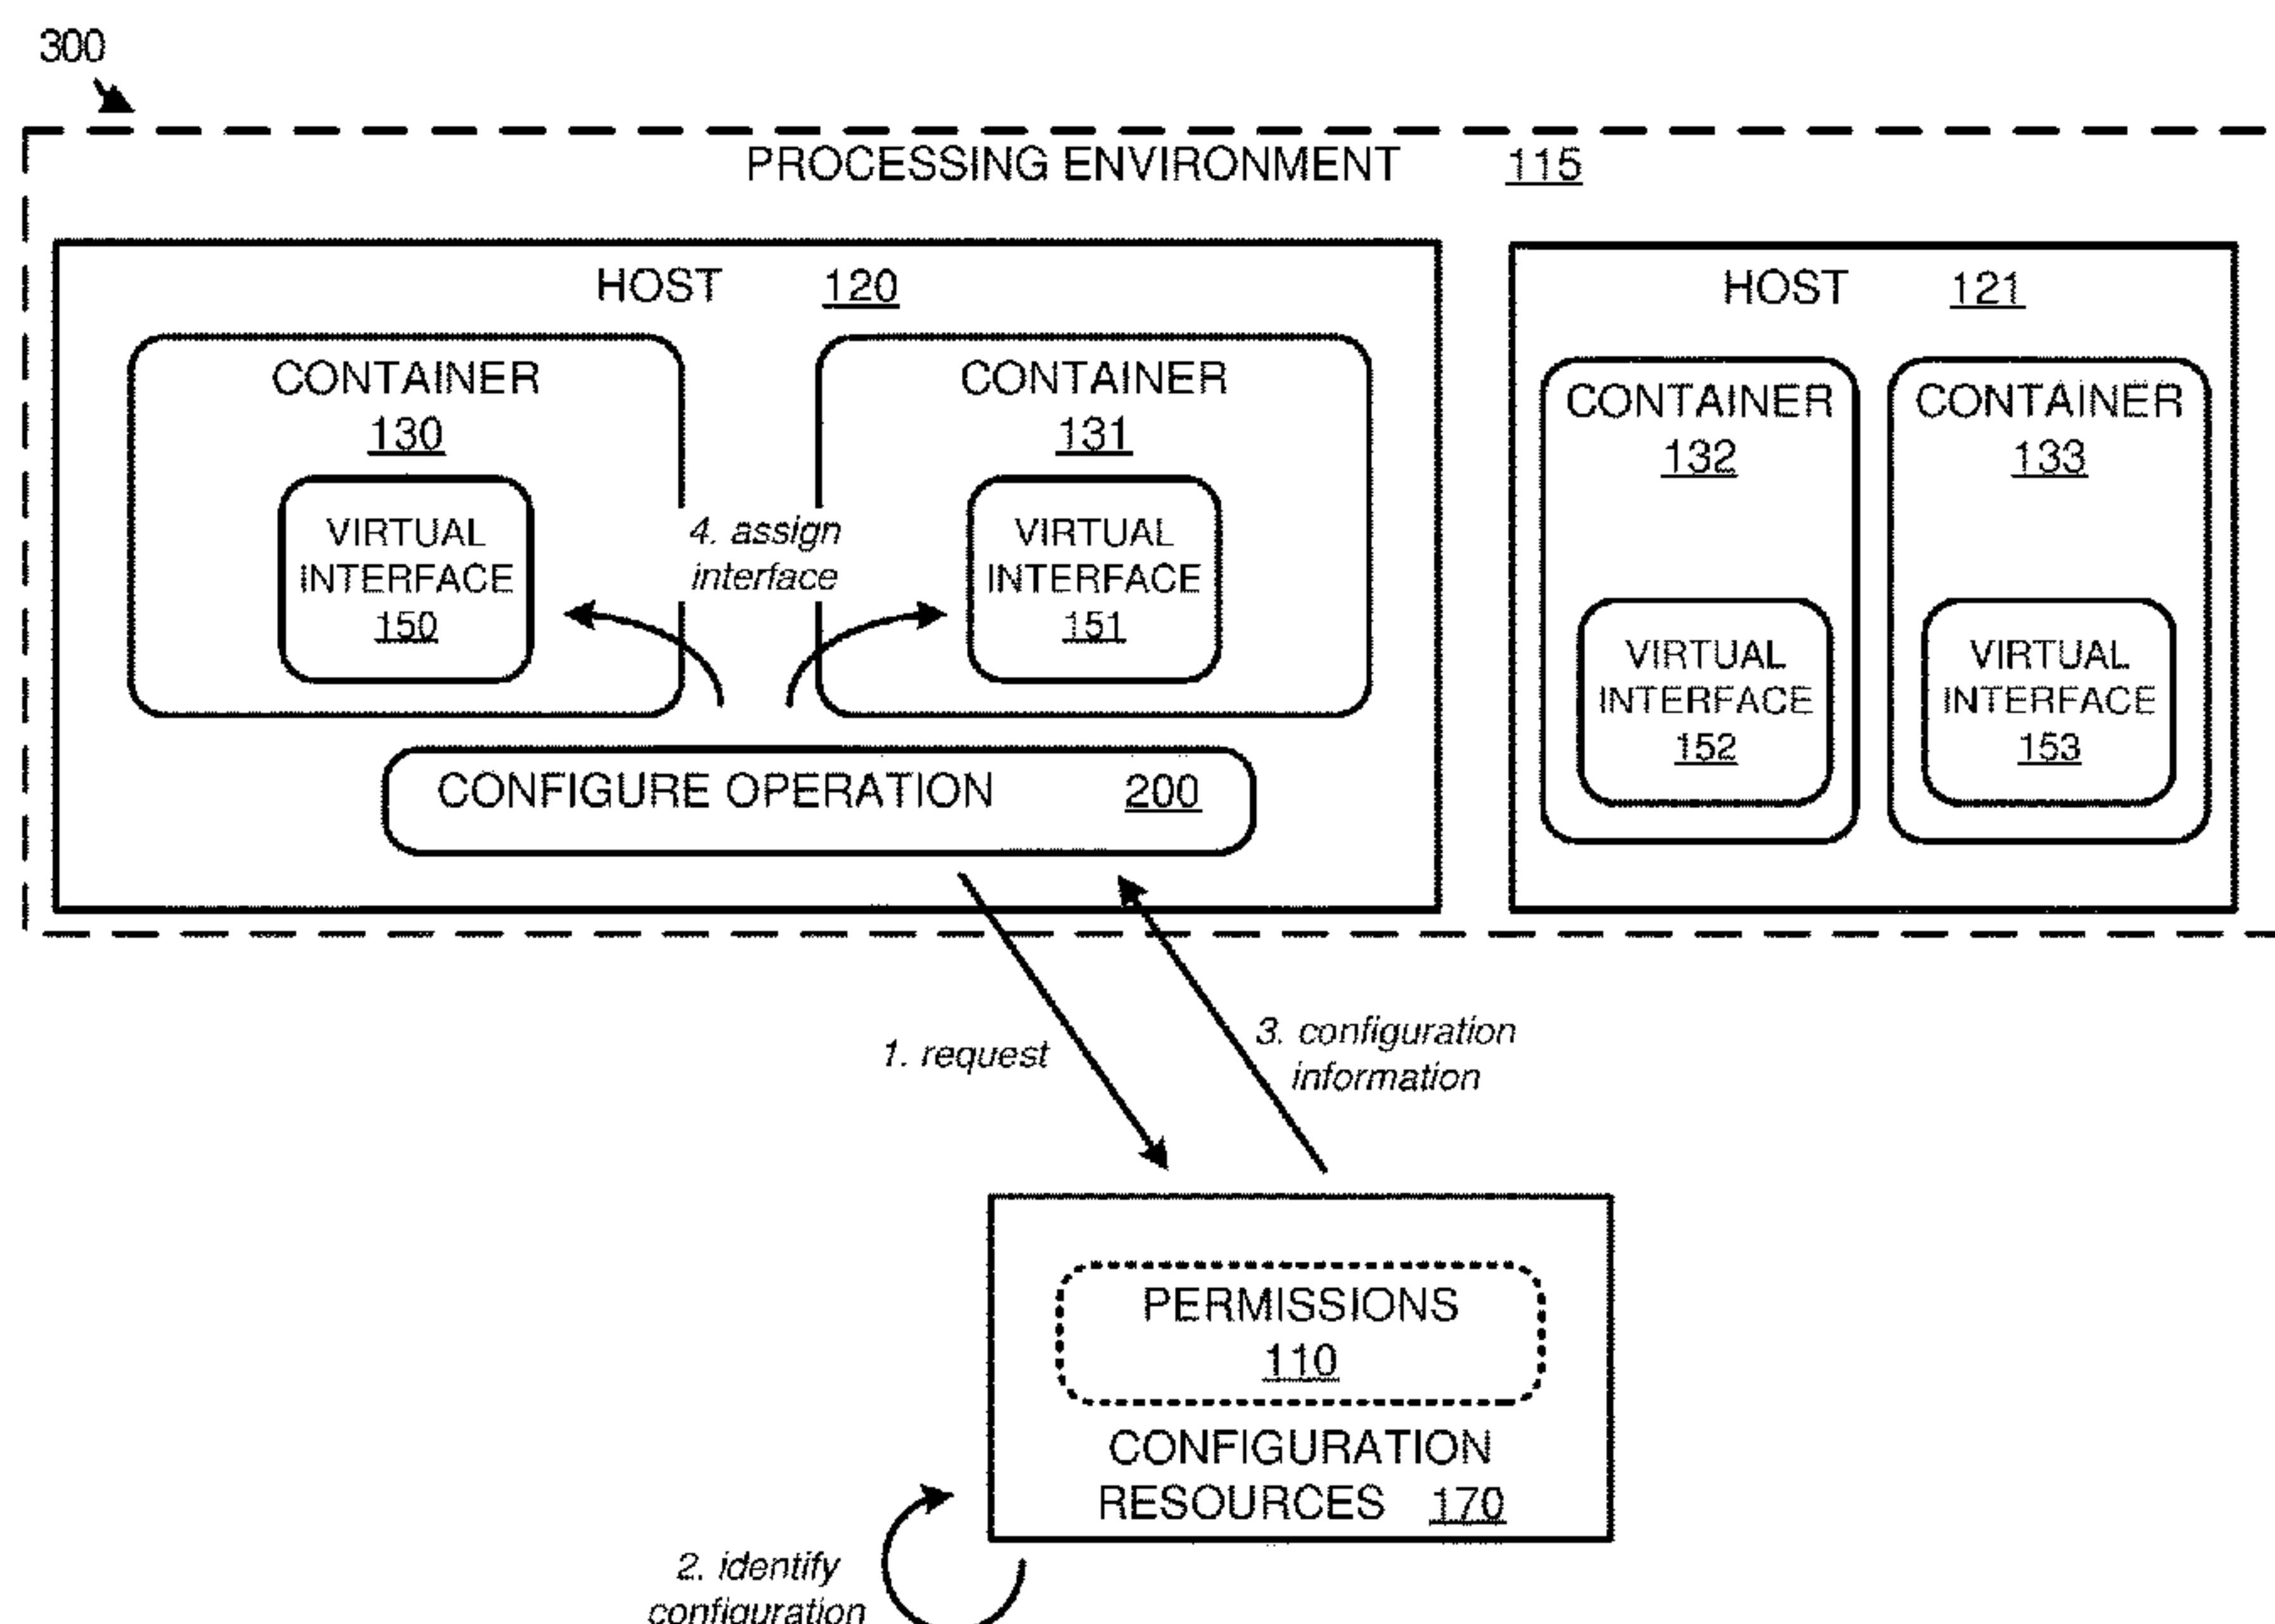 300
PROCESSING ENVIRONMENT 115
HOST 120
CONTAINER
130
VIRTUAL
INTERFACE
150
4. assign
interface
CONTAINER
131
VIRTUAL
INTERFACE
151
CONFIGURE OPERATION 200
HOST 121
CONTAINER
132
VIRTUAL
INTERFACE
152
CONTAINER
133
VIRTUAL
INTERFACE
153
1. request
3. configuration
information
PERMISSIONS
110
CONFIGURATION
RESOURCES 170
2. identify
configuration